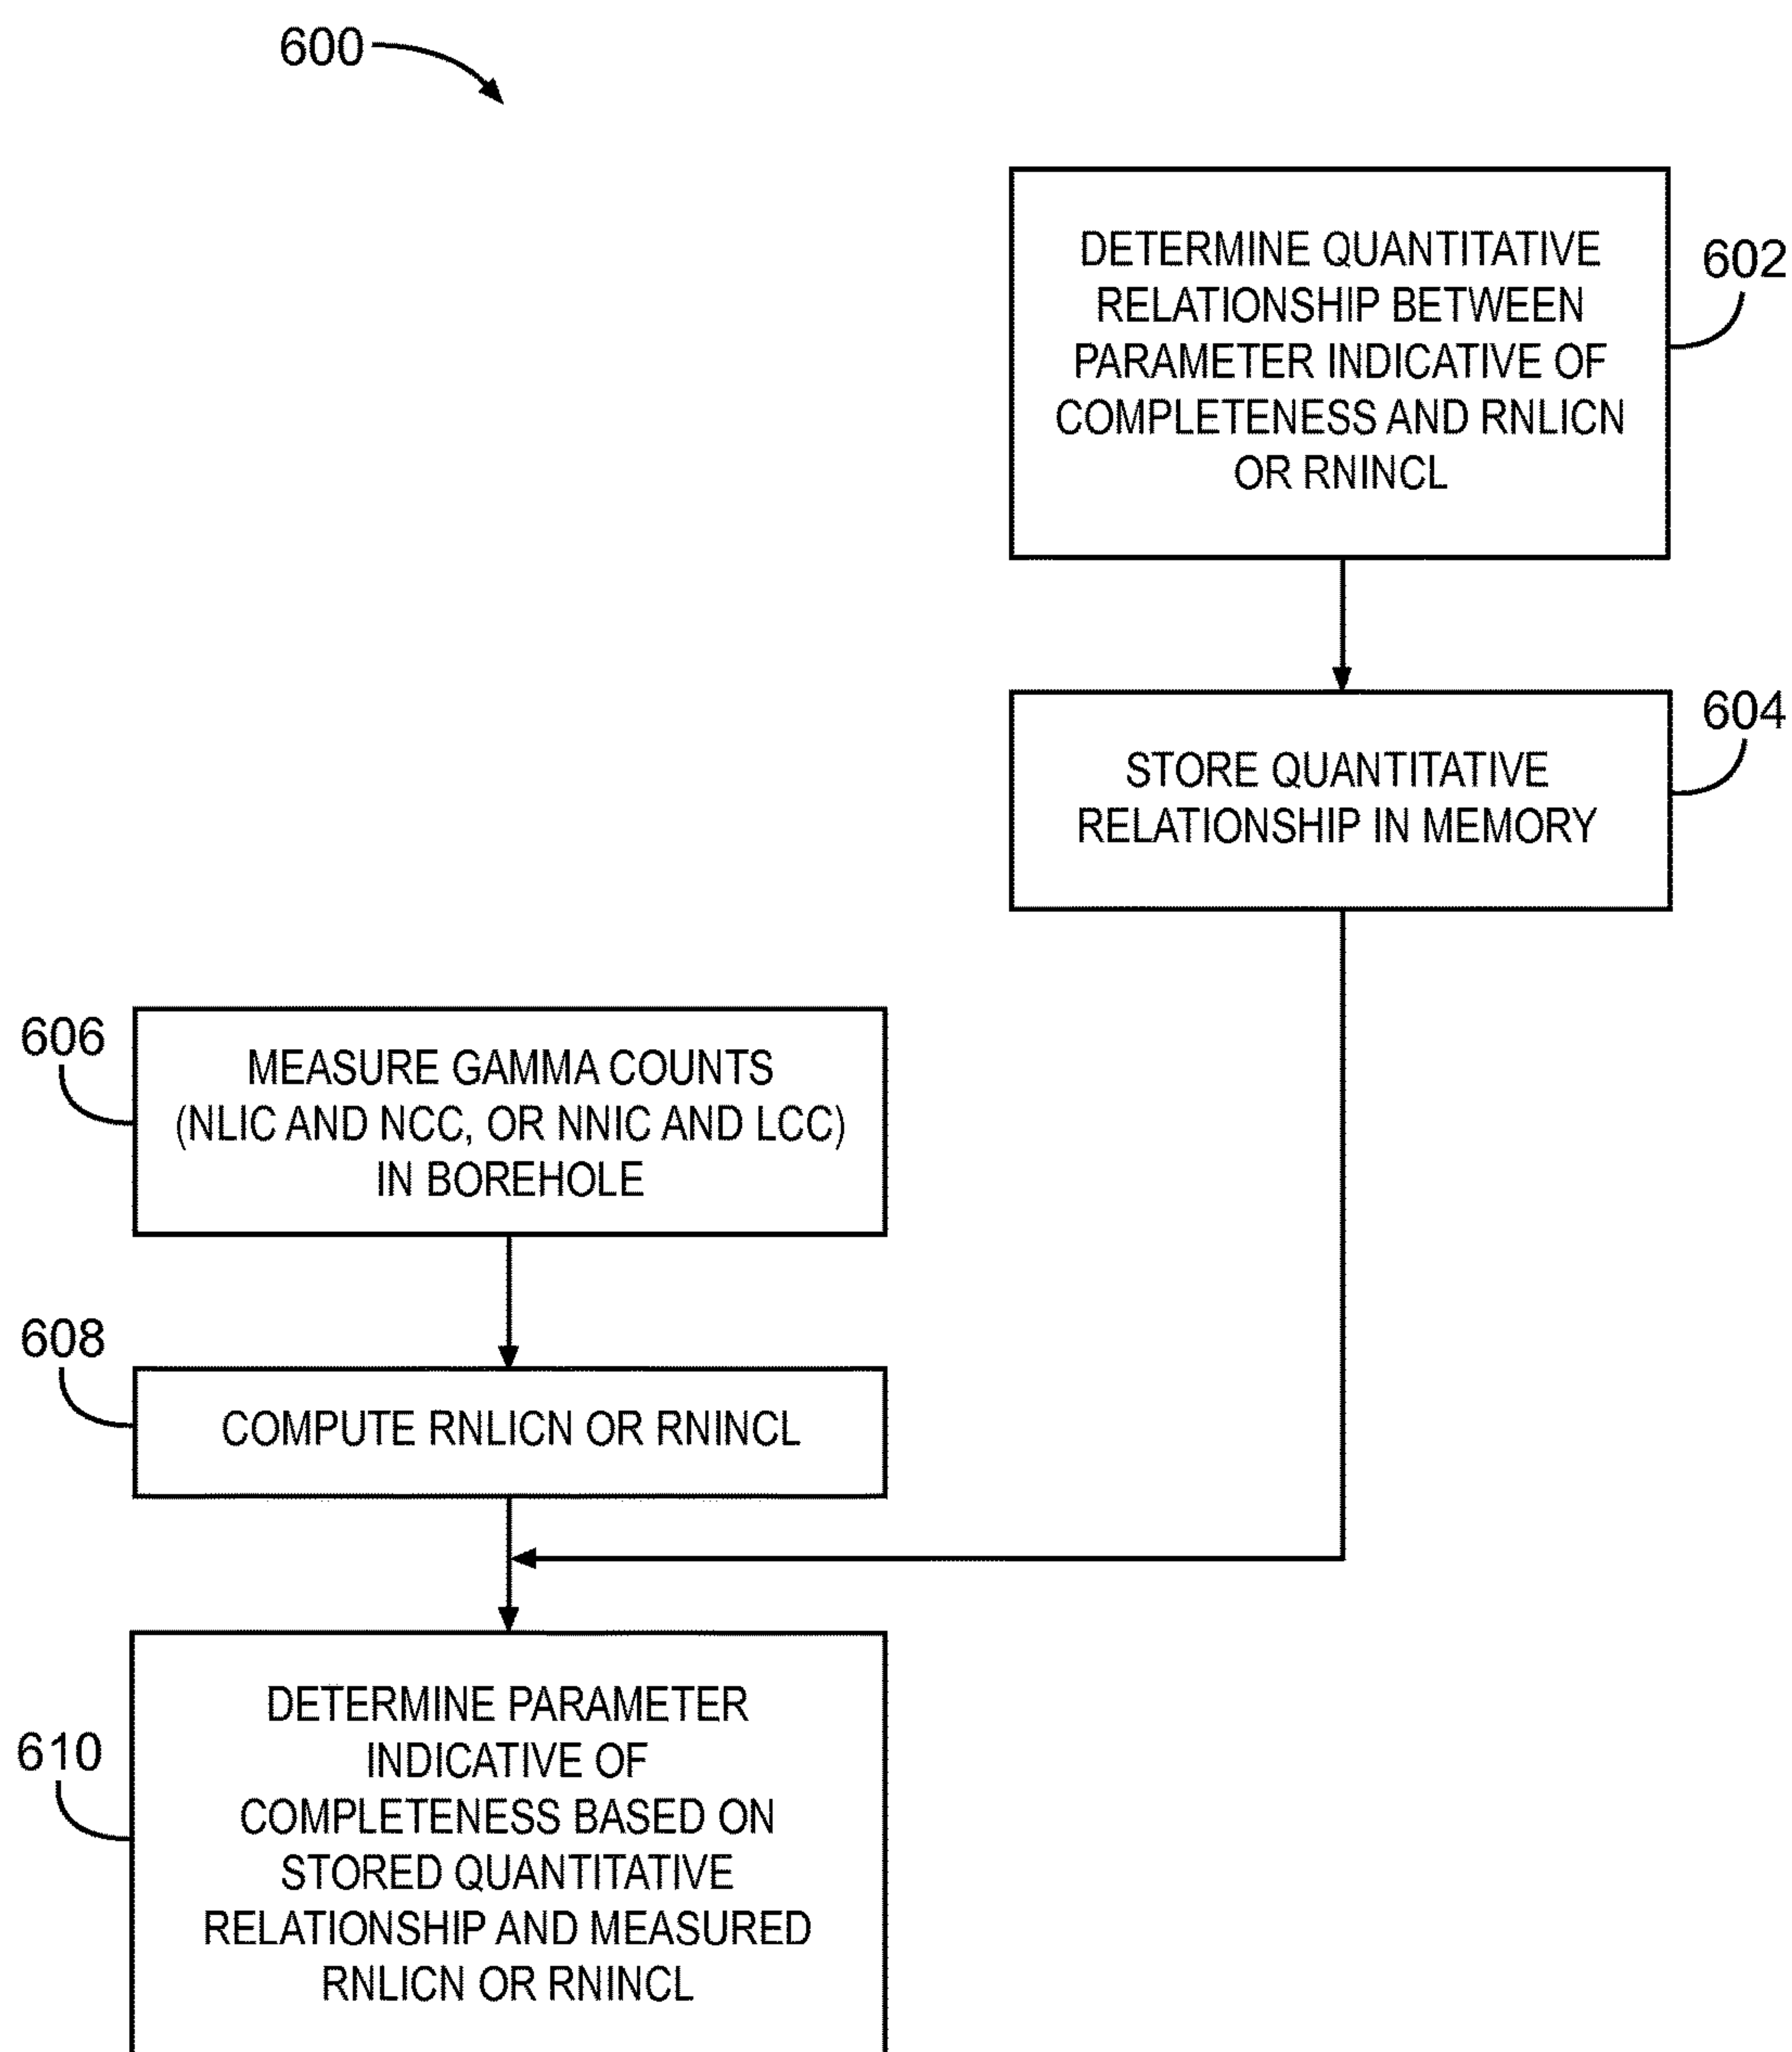 600
DETERMINE QUANTITATIVE
RELATIONSHIP BETWEEN
PARAMETER INDICATIVE OF
COMPLETENESS AND RNLICN
OR RNINCL
602
STORE QUANTITATIVE
RELATIONSHIP IN MEMORY
604
606
MEASURE GAMMA COUNTS
(NLIC AND NCC, OR NNIC AND LCC)
IN BOREHOLE
608
COMPUTE RNLICN OR RNINCL
610
DETERMINE PARAMETER
INDICATIVE OF
COMPLETENESS BASED ON
STORED QUANTITATIVE
RELATIONSHIP AND MEASURED
RNLICN OR RNINCL